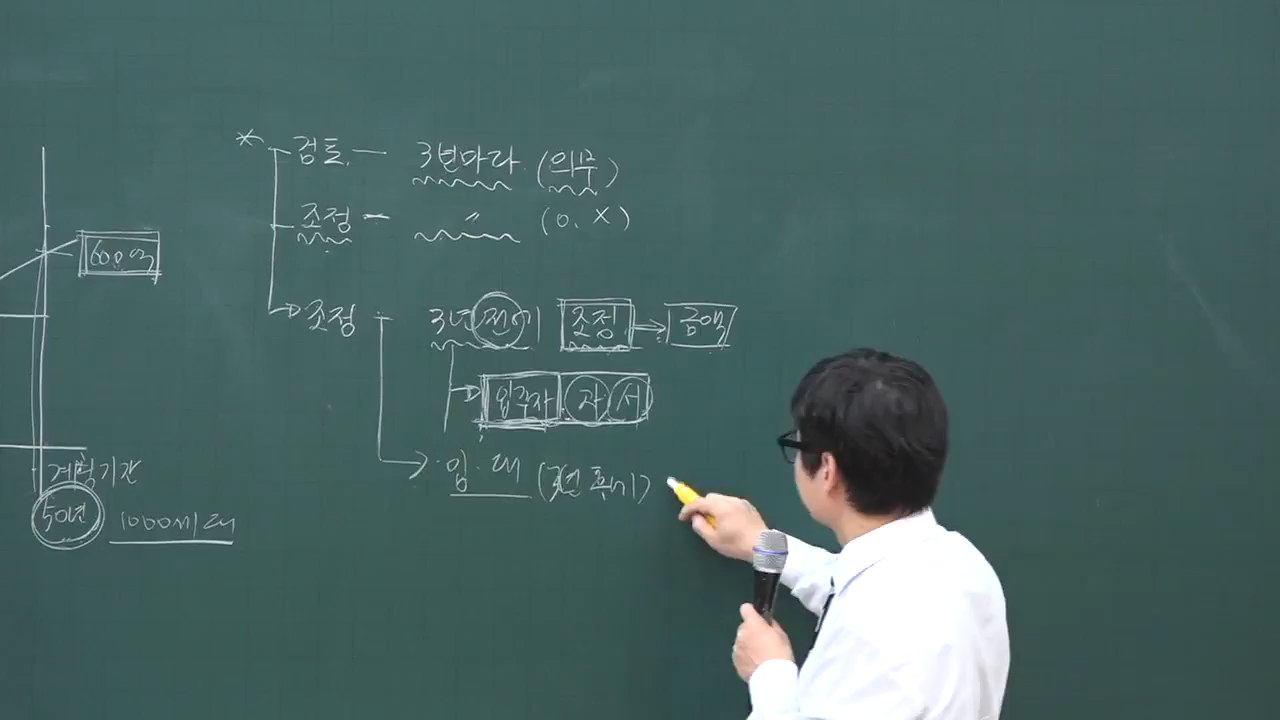 * 검토 - 3년마다 (의무)
조정 - 〃 (O, X)
600억
조정 3년전에 조정 → 금액
입주자 과 서
계획기간
입.대 (3년 후에)
50년 1000세대